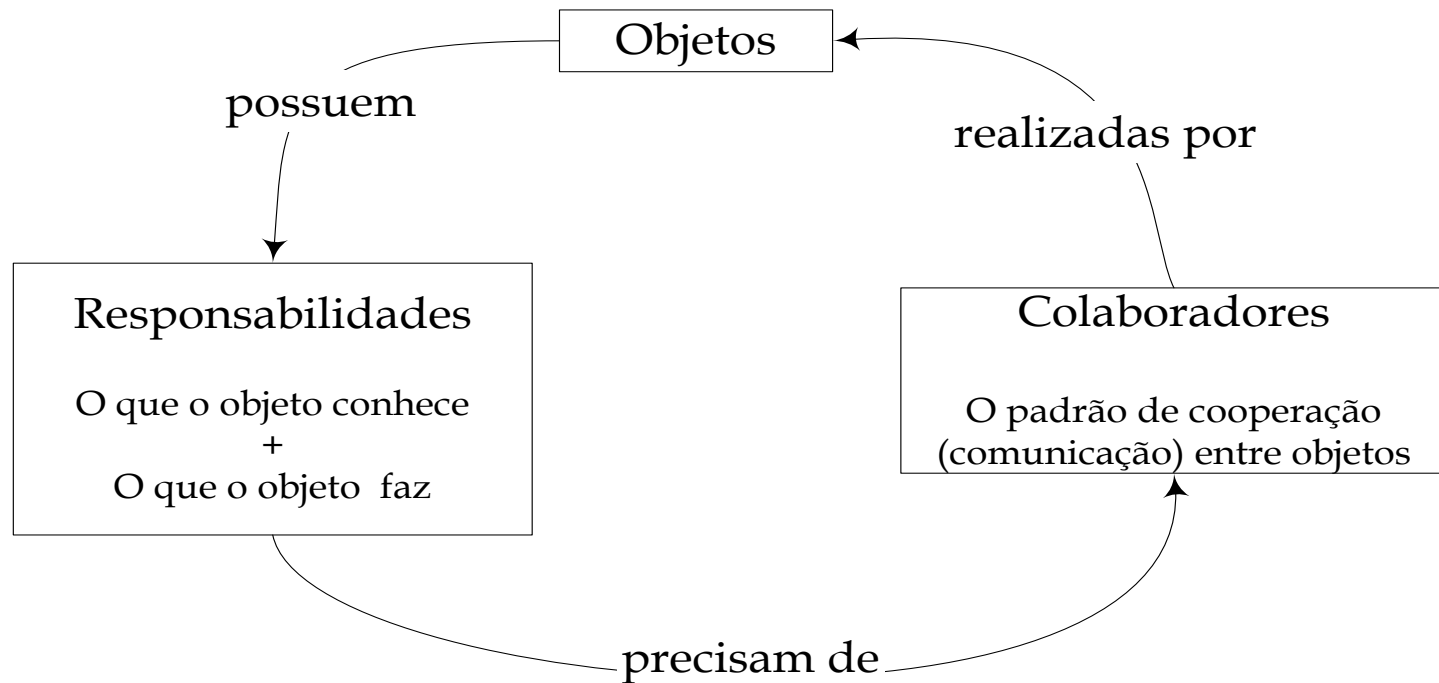 Objetos
possuem
realizadas por
Responsabilidades
O que o objeto conhece
+
O que o objeto faz
Colaboradores
O padrão de cooperação
(comunicação) entre objetos
precisam de